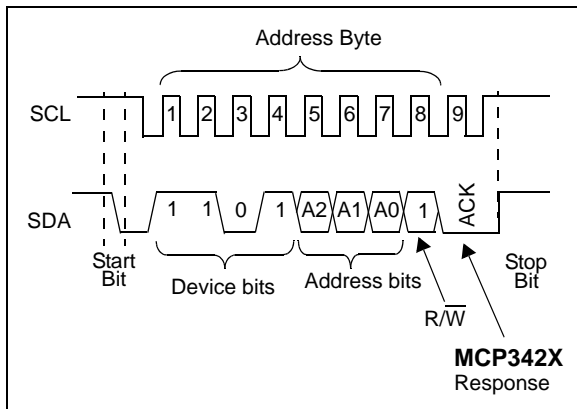 Address Byte
SCL 1 2 3 4 5 6 7 8 9
SDA 1 1 0 1 A2 A1 A0 1 ACK
Start
Bit
Device bits
Address bits
Stop
Bit
R/W̅
MCP342X
Response